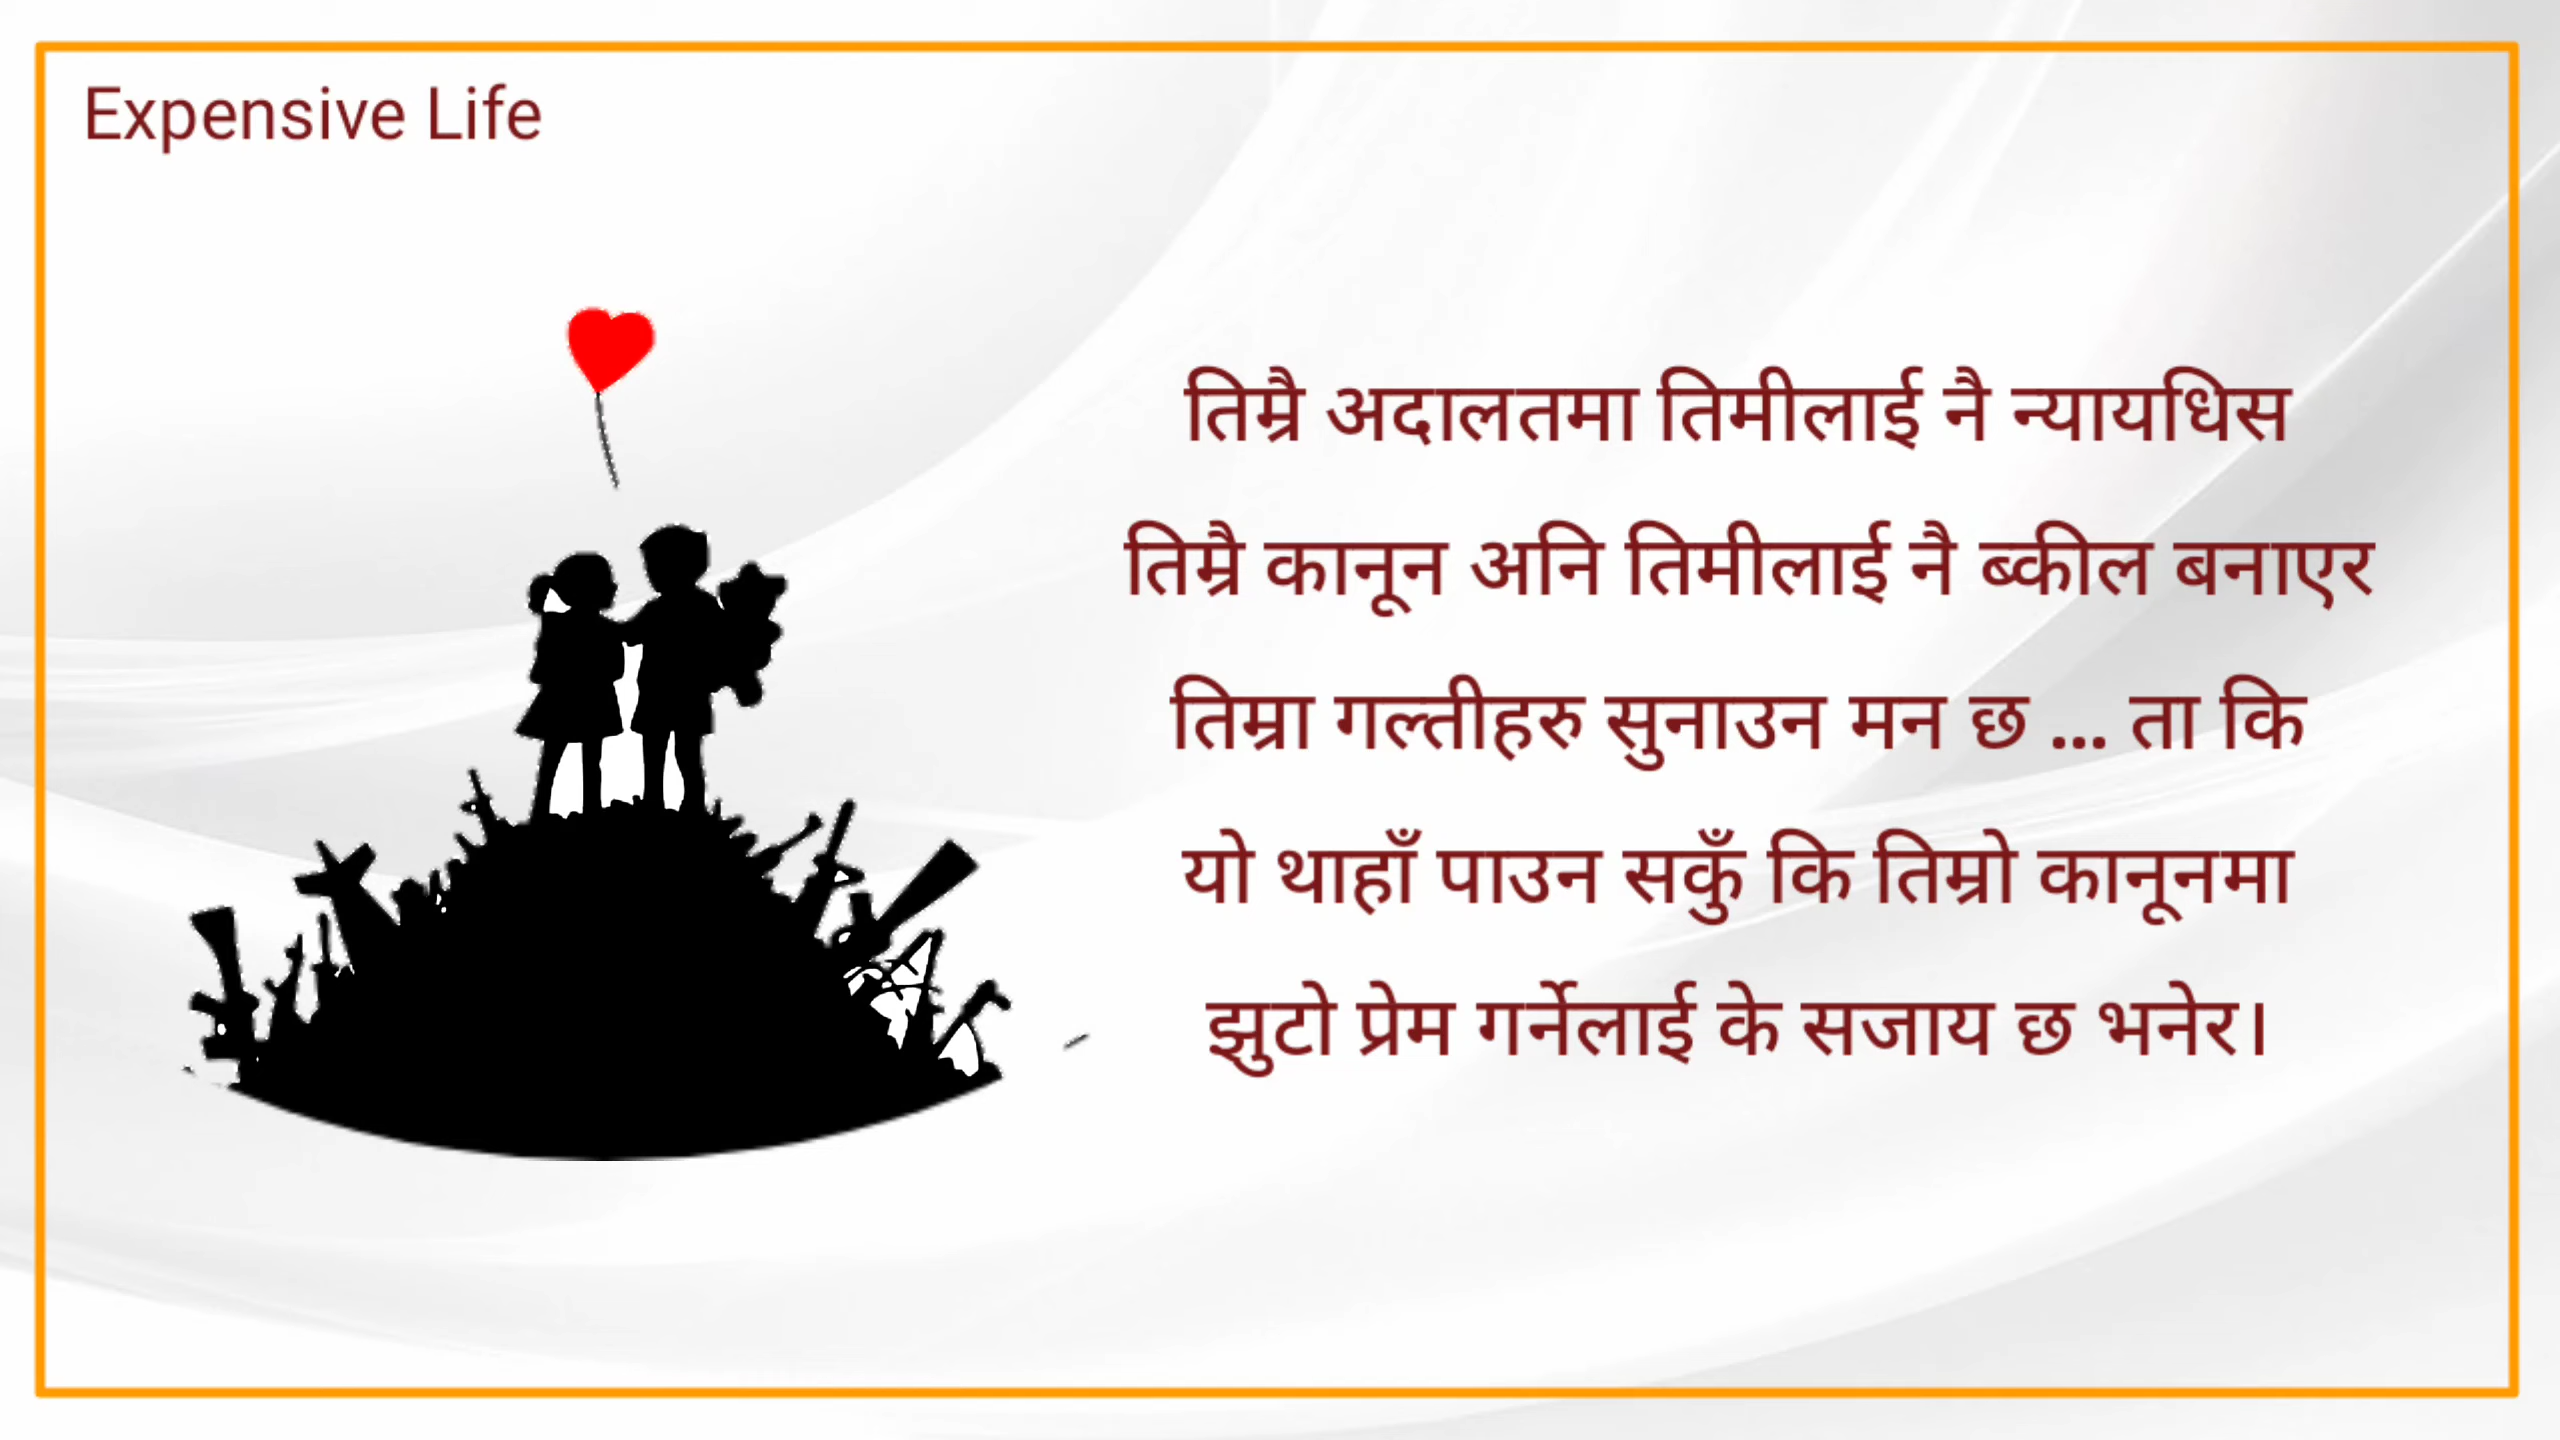 Expensive Life
तिम्रै अदालतमा तिमीलाई नै न्यायधिस
तिम्रै कानून अनि तिमीलाई नै ब्कील बनाएर
तिम्रा गल्तीहरु सुनाउन मन छ ... ता कि
यो थाहाँ पाउन सकुँ कि तिम्रो कानूनमा
झुटो प्रेम गर्नेलाई के सजाय छ भनेर।